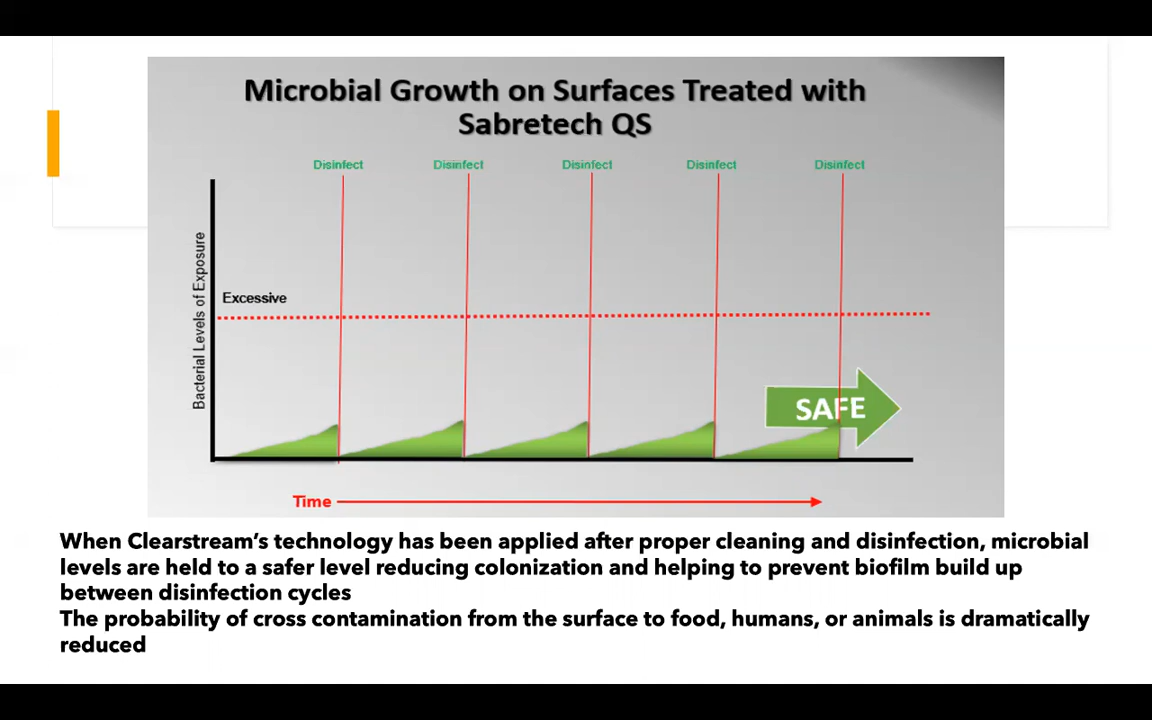 Microbial Growth on Surfaces Treated with
Sabretech QS
Disinfect Disinfect Disinfect Disinfect Disinfect
Bacterial Levels of Exposure
Excessive
SAFE
Time
When Clearstream's technology has been applied after proper cleaning and disinfection, microbial
levels are held to a safer level reducing colonization and helping to prevent biofilm build up
between disinfection cycles
The probability of cross contamination from the surface to food, humans, or animals is dramatically
reduced